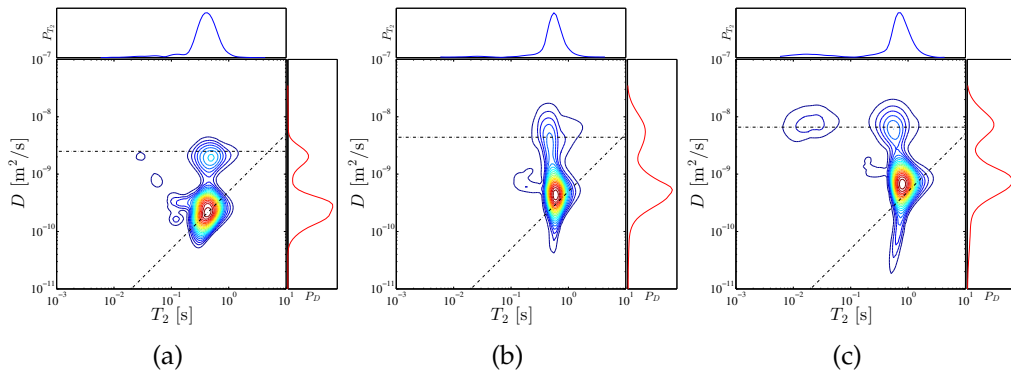 P_{T_2} P_{T_2} P_{T_2}
10^{-7} 10^{-7} 10^{-7}
10^{-8} 10^{-8} 10^{-8}
10^{-9} 10^{-9} 10^{-9}
10^{-10} 10^{-10} 10^{-10}
10^{-11} 10^{-11} 10^{-11}
D [m^2/s] D [m^2/s] D [m^2/s]
10^{-3} 10^{-2} 10^{-1} 10^0 10^1 P_D 10^{-3} 10^{-2} 10^{-1} 10^0 10^1 P_D 10^{-3} 10^{-2} 10^{-1} 10^0 10^1 P_D
T_2 [s] T_2 [s] T_2 [s]
(a) (b) (c)